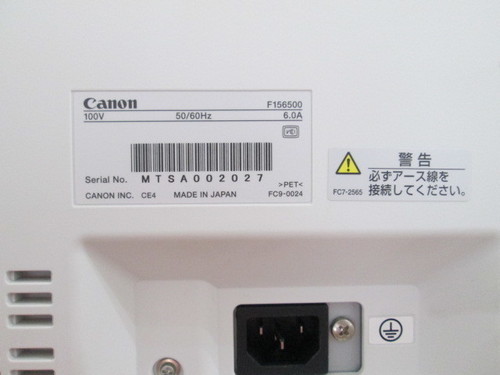 Canon F156500
100V 50/60Hz 6.0A
Serial No. MTSA002027
>PET<
CANON INC. CE4 MADE IN JAPAN FC9-0024
警告
必ずアース線を
FC7-2565 接続してください。